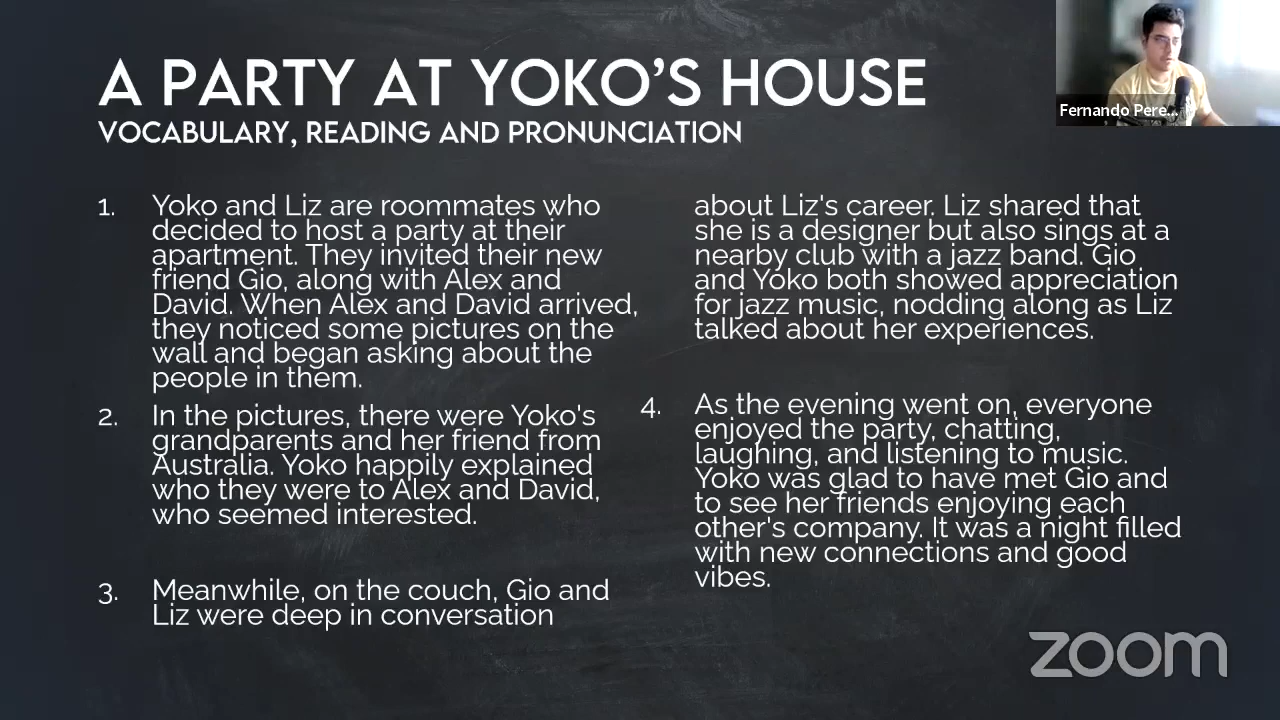 A PARTY AT YOKO'S HOUSE
VOCABULARY, READING AND PRONUNCIATION
Fernando Pere...
1. Yoko and Liz are roommates who
decided to host a party at their
apartment. They invited their new
friend Gio, along with Alex and
David. When Alex and David arrived,
they noticed some pictures on the
wall and began asking about the
people in them.
2. In the pictures, there were Yoko's
grandparents and her friend from
Australia. Yoko happily explained
who they were to Alex and David,
who seemed interested.
3. Meanwhile, on the couch, Gio and
Liz were deep in conversation
about Liz's career. Liz shared that
she is a designer but also sings at a
nearby club with a jazz band. Gio
and Yoko both showed appreciation
for jazz music, nodding along as Liz
talked about her experiences.
4. As the evening went on, everyone
enjoyed the party, chatting,
laughing, and listening to music.
Yoko was glad to have met Gio and
to see her friends enjoying each
other's company. It was a night filled
with new connections and good
vibes.
zoom